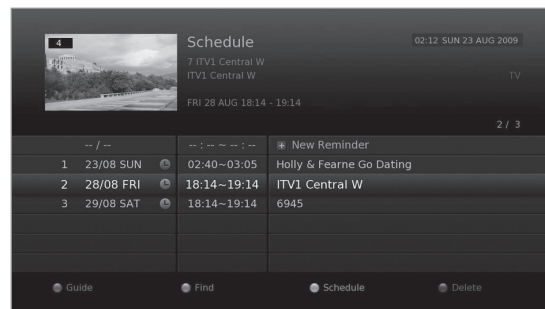 4
Schedule
02:12 SUN 23 AUG 2009
7 ITV1 Central W
ITV1 Central W
TV
FRI 28 AUG 18:14 - 19:14
2 / 3
-- / -- -- : -- ~ -- : -- New Reminder
1 23/08 SUN 02:40~03:05 Holly & Fearne Go Dating
2 28/08 FRI 18:14~19:14 ITV1 Central W
3 29/08 SAT 18:14~19:14 6945
Guide Find Schedule Delete